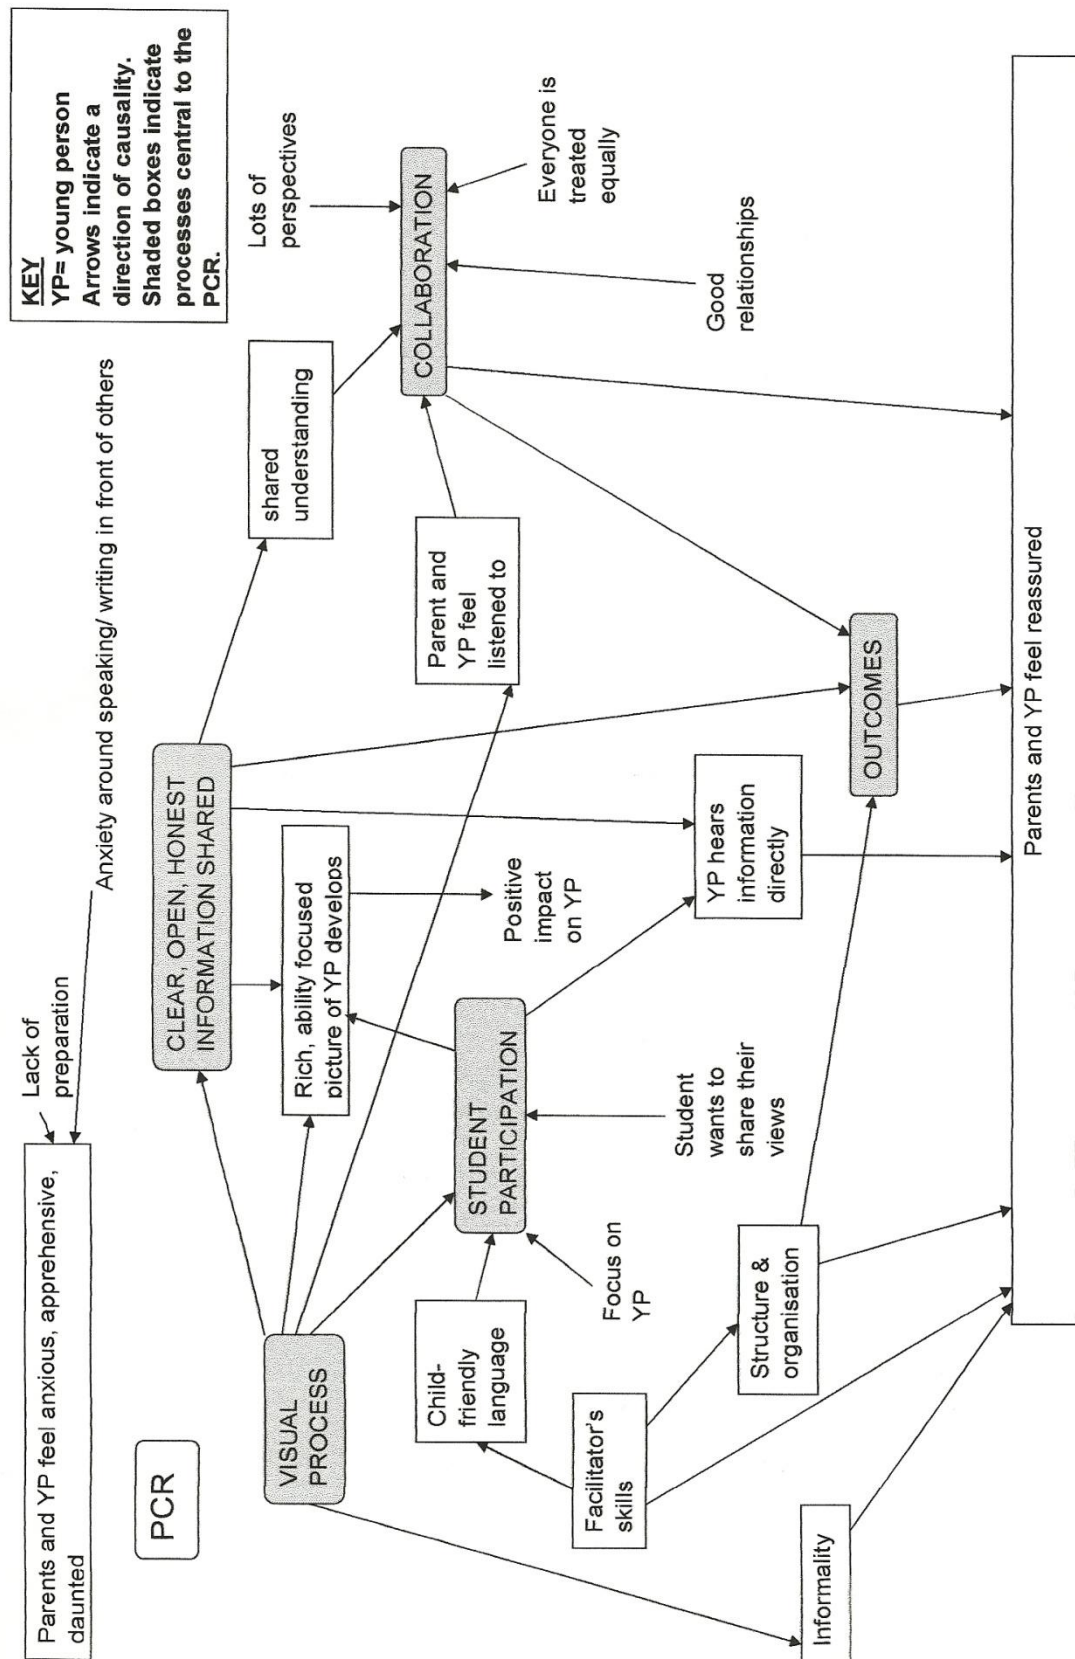 Parents and YP feel anxious, apprehensive,
daunted
Lack of
preparation
Anxiety around speaking/ writing in front of others
KEY
YP= young person
Arrows indicate a
direction of causality.
Shaded boxes indicate
processes central to the
PCR.
PCR
CLEAR, OPEN, HONEST
INFORMATION SHARED
VISUAL
PROCESS
Rich, ability focused
picture of YP develops
shared
understanding
Lots of
perspectives
Child-
friendly
language
STUDENT
PARTICIPATION
Positive
impact
on YP
Parent and
YP feel
listened to
COLLABORATION
Everyone is
treated
equally
Focus on
YP
Facilitator's
skills
Student
wants to
share their
views
YP hears
information
directly
Good
relationships
Structure &
organisation
OUTCOMES
Informality
Parents and YP feel reassured